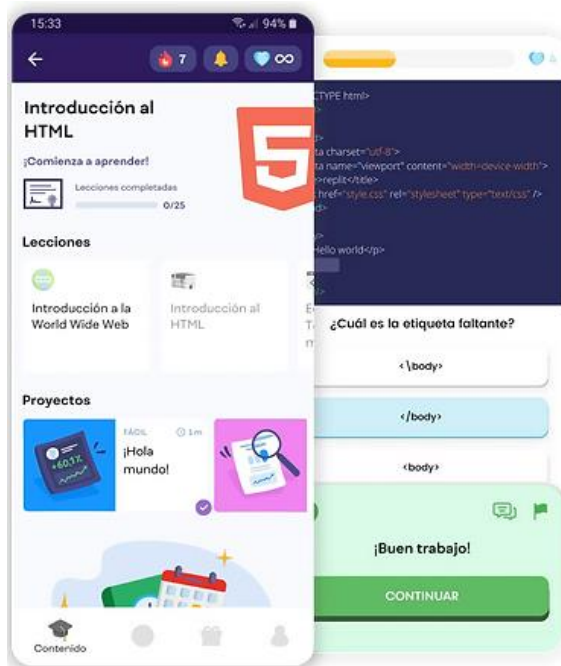 15:33
94%
7
∞
Introducción al
HTML
5
¡Comienza a aprender!
Lecciones completadas
0/25
Lecciones
Introducción a la
World Wide Web
Introducción al
HTML
Proyectos
+60,1%
FÁCIL
1m
¡Hola
mundo!
Contenido
CTYPE html>
charset="utf-8">
name="viewport" content="width=device-width">
>replit</title>
href="style.css" rel="stylesheet" type="text/css" />
Hello world</p>
¿Cuál es la etiqueta faltante?
<\body>
</body>
<body>
¡Buen trabajo!
CONTINUAR